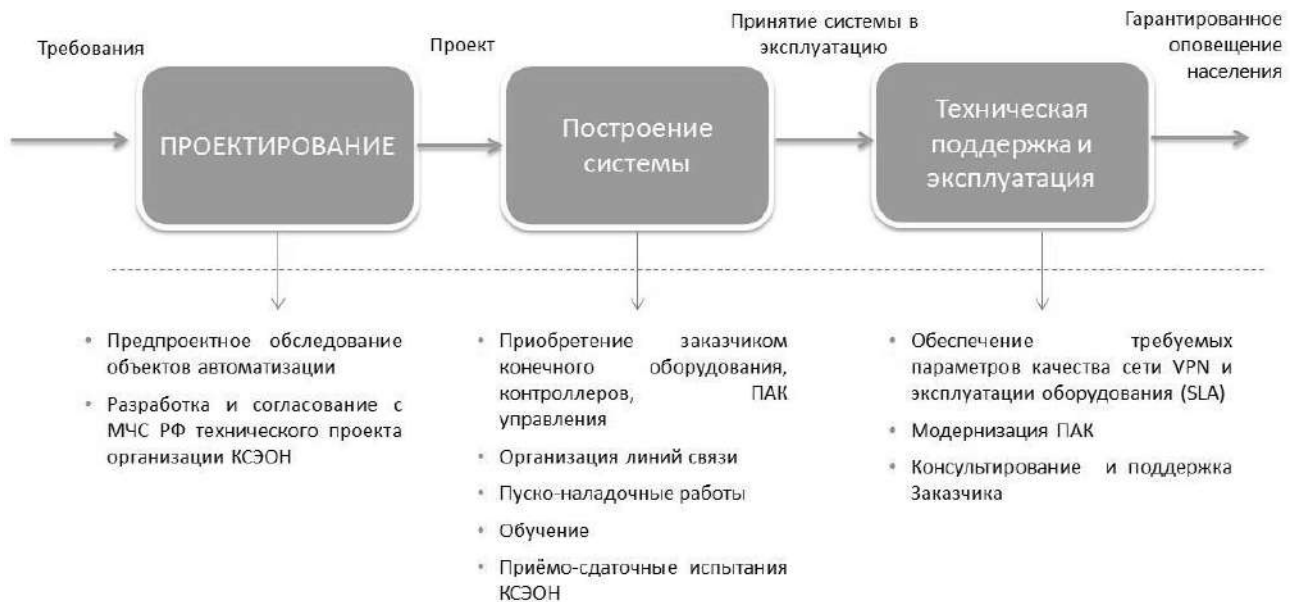 Требования
ПРОЕКТИРОВАНИЕ
Проект
Построение
системы
Принятие системы в
эксплуатацию
Техническая
поддержка и
эксплуатация
Гарантированное
оповещение
населения
• Предпроектное обследование
объектов автоматизации
• Разработка и согласование с
МЧС РФ технического проекта
организации КСЭОН
• Приобретение заказчиком
конечного оборудования,
контроллеров, ПАК
управления
• Организация линий связи
• Пуско-наладочные работы
• Обучение
• Приёмо-сдаточные испытания
КСЭОН
• Обеспечение требуемых
параметров качества сети VPN и
эксплуатации оборудования (SLA)
• Модернизация ПАК
• Консультирование и поддержка
Заказчика